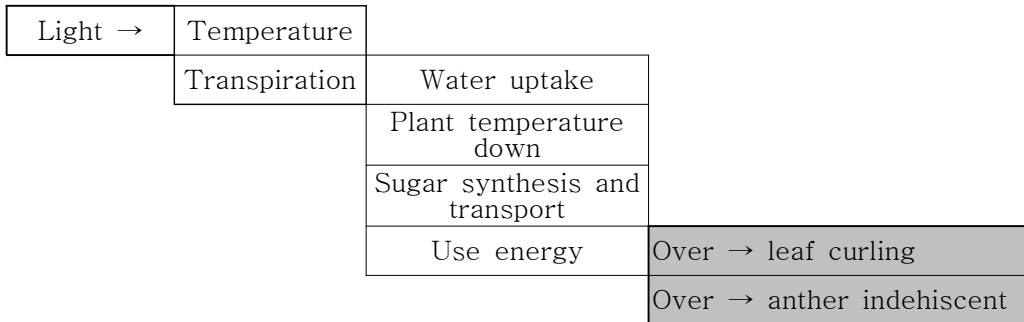 Light → Temperature
Transpiration Water uptake
Plant temperature
down
Sugar synthesis and
transport
Use energy Over → leaf curling
Over → anther indehiscent